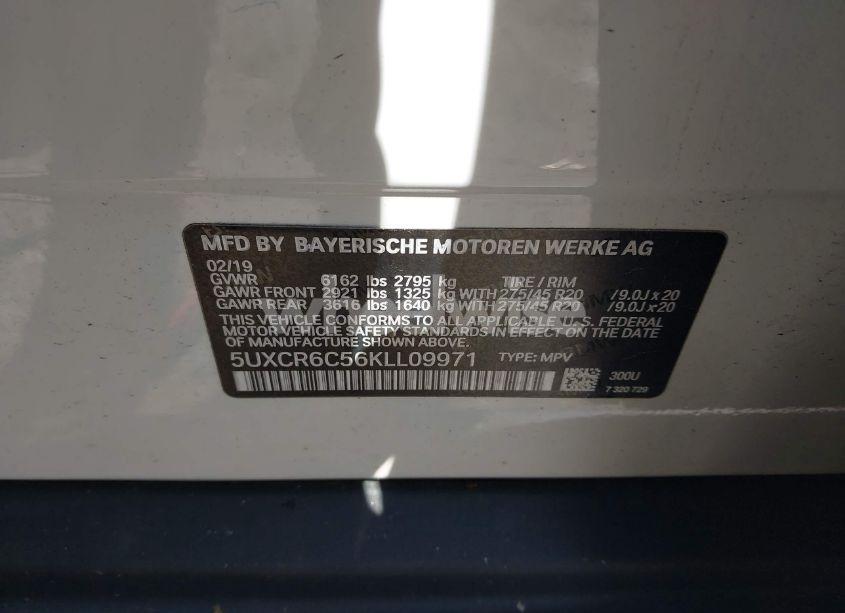 MFD BY BAYERISCHE MOTOREN WERKE AG
02/19
GVWR 6162 lbs 2795 kg TIRE / RIM
GAWR FRONT 2921 lbs 1325 kg WITH 275/45 R20 /9.0J x 20
GAWR REAR 3616 lbs 1640 kg WITH 275/45 R20 /9.0J x 20
THIS VEHICLE CONFORMS TO ALL APPLICABLE U.S. FEDERAL
MOTOR VEHICLE SAFETY STANDARDS IN EFFECT ON THE DATE
OF MANUFACTURE SHOWN ABOVE.
5UXCR6C56KLL09971 TYPE: MPV
300U
7 320 729